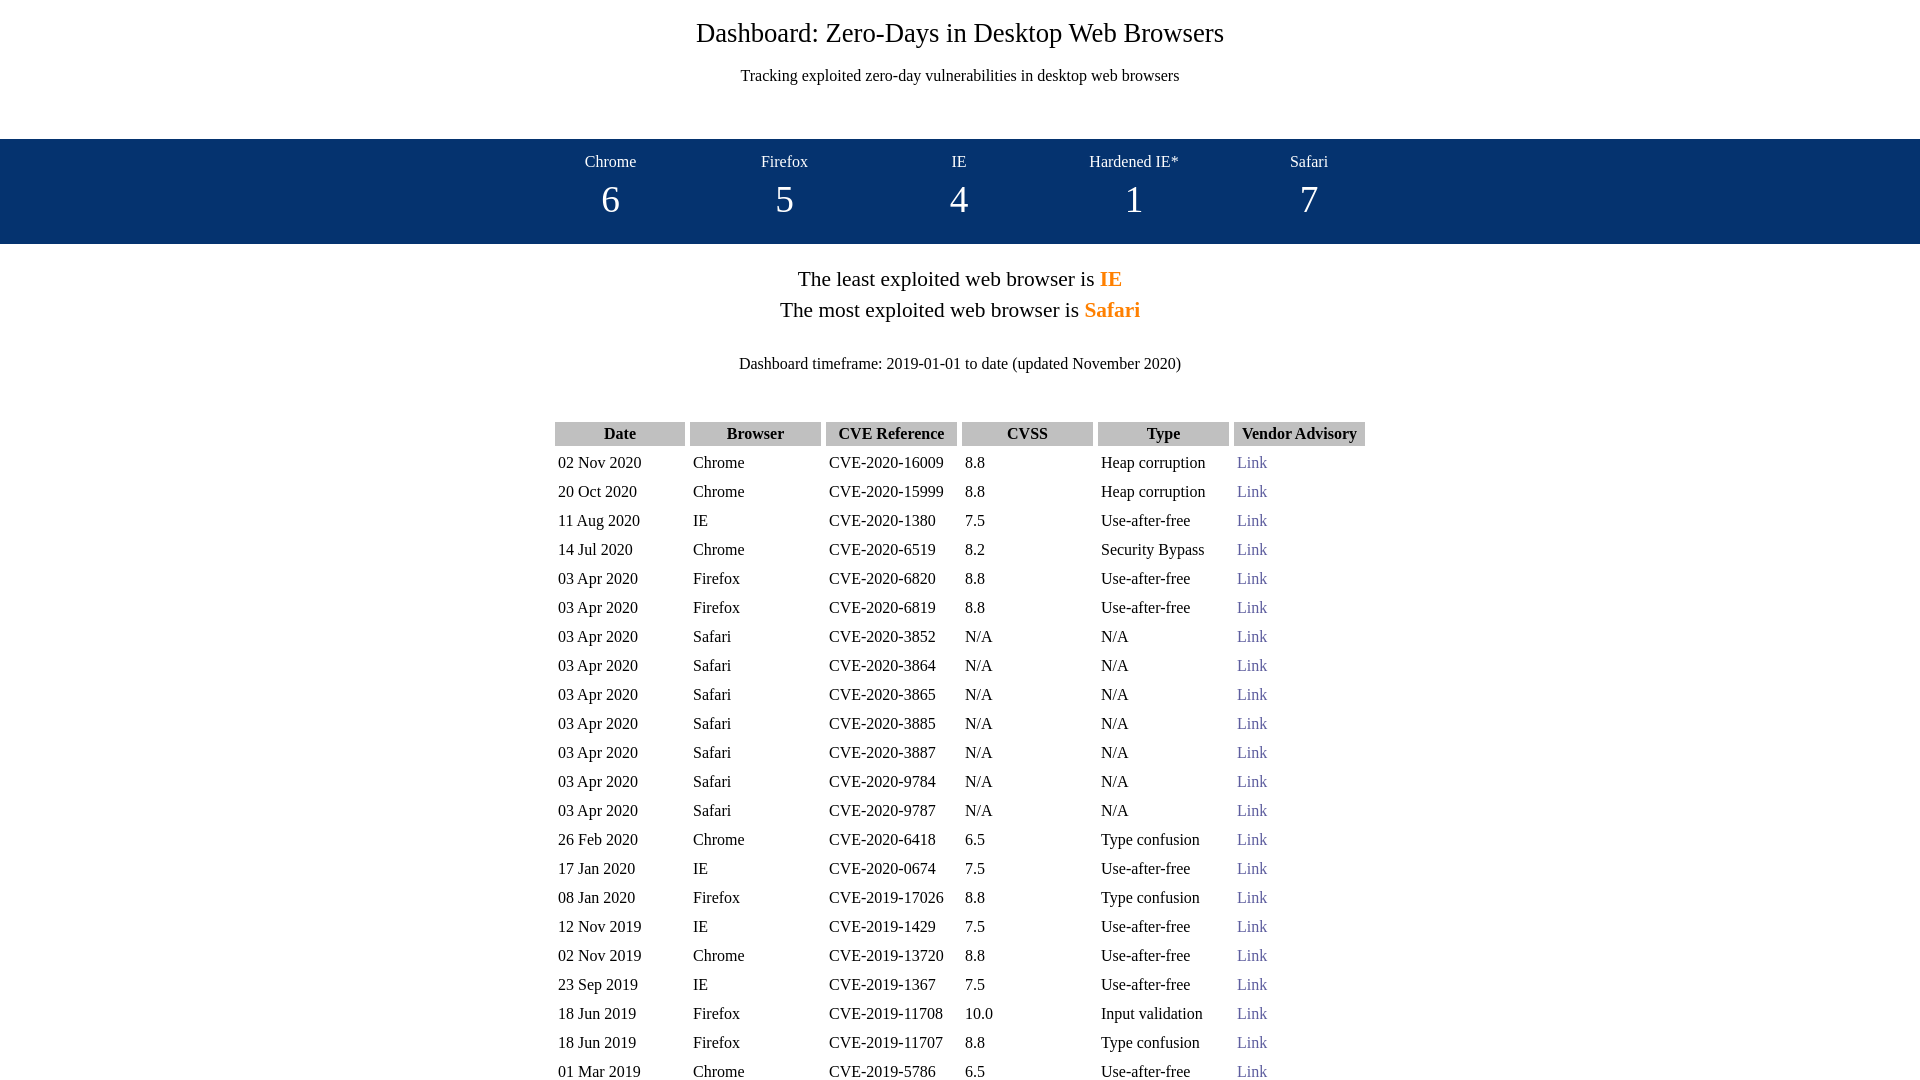 Dashboard: Zero-Days in Desktop Web Browsers
Tracking exploited zero-day vulnerabilities in desktop web browsers
Chrome Firefox IE Hardened IE* Safari
6 5 4 1 7
The least exploited web browser is IE
The most exploited web browser is Safari
Dashboard timeframe: 2019-01-01 to date (updated November 2020)
Date Browser CVE Reference CVSS Type Vendor Advisory
02 Nov 2020 Chrome CVE-2020-16009 8.8 Heap corruption Link
20 Oct 2020 Chrome CVE-2020-15999 8.8 Heap corruption Link
11 Aug 2020 IE CVE-2020-1380 7.5 Use-after-free Link
14 Jul 2020 Chrome CVE-2020-6519 8.2 Security Bypass Link
03 Apr 2020 Firefox CVE-2020-6820 8.8 Use-after-free Link
03 Apr 2020 Firefox CVE-2020-6819 8.8 Use-after-free Link
03 Apr 2020 Safari CVE-2020-3852 N/A N/A Link
03 Apr 2020 Safari CVE-2020-3864 N/A N/A Link
03 Apr 2020 Safari CVE-2020-3865 N/A N/A Link
03 Apr 2020 Safari CVE-2020-3885 N/A N/A Link
03 Apr 2020 Safari CVE-2020-3887 N/A N/A Link
03 Apr 2020 Safari CVE-2020-9784 N/A N/A Link
03 Apr 2020 Safari CVE-2020-9787 N/A N/A Link
26 Feb 2020 Chrome CVE-2020-6418 6.5 Type confusion Link
17 Jan 2020 IE CVE-2020-0674 7.5 Use-after-free Link
08 Jan 2020 Firefox CVE-2019-17026 8.8 Type confusion Link
12 Nov 2019 IE CVE-2019-1429 7.5 Use-after-free Link
02 Nov 2019 Chrome CVE-2019-13720 8.8 Use-after-free Link
23 Sep 2019 IE CVE-2019-1367 7.5 Use-after-free Link
18 Jun 2019 Firefox CVE-2019-11708 10.0 Input validation Link
18 Jun 2019 Firefox CVE-2019-11707 8.8 Type confusion Link
01 Mar 2019 Chrome CVE-2019-5786 6.5 Use-after-free Link